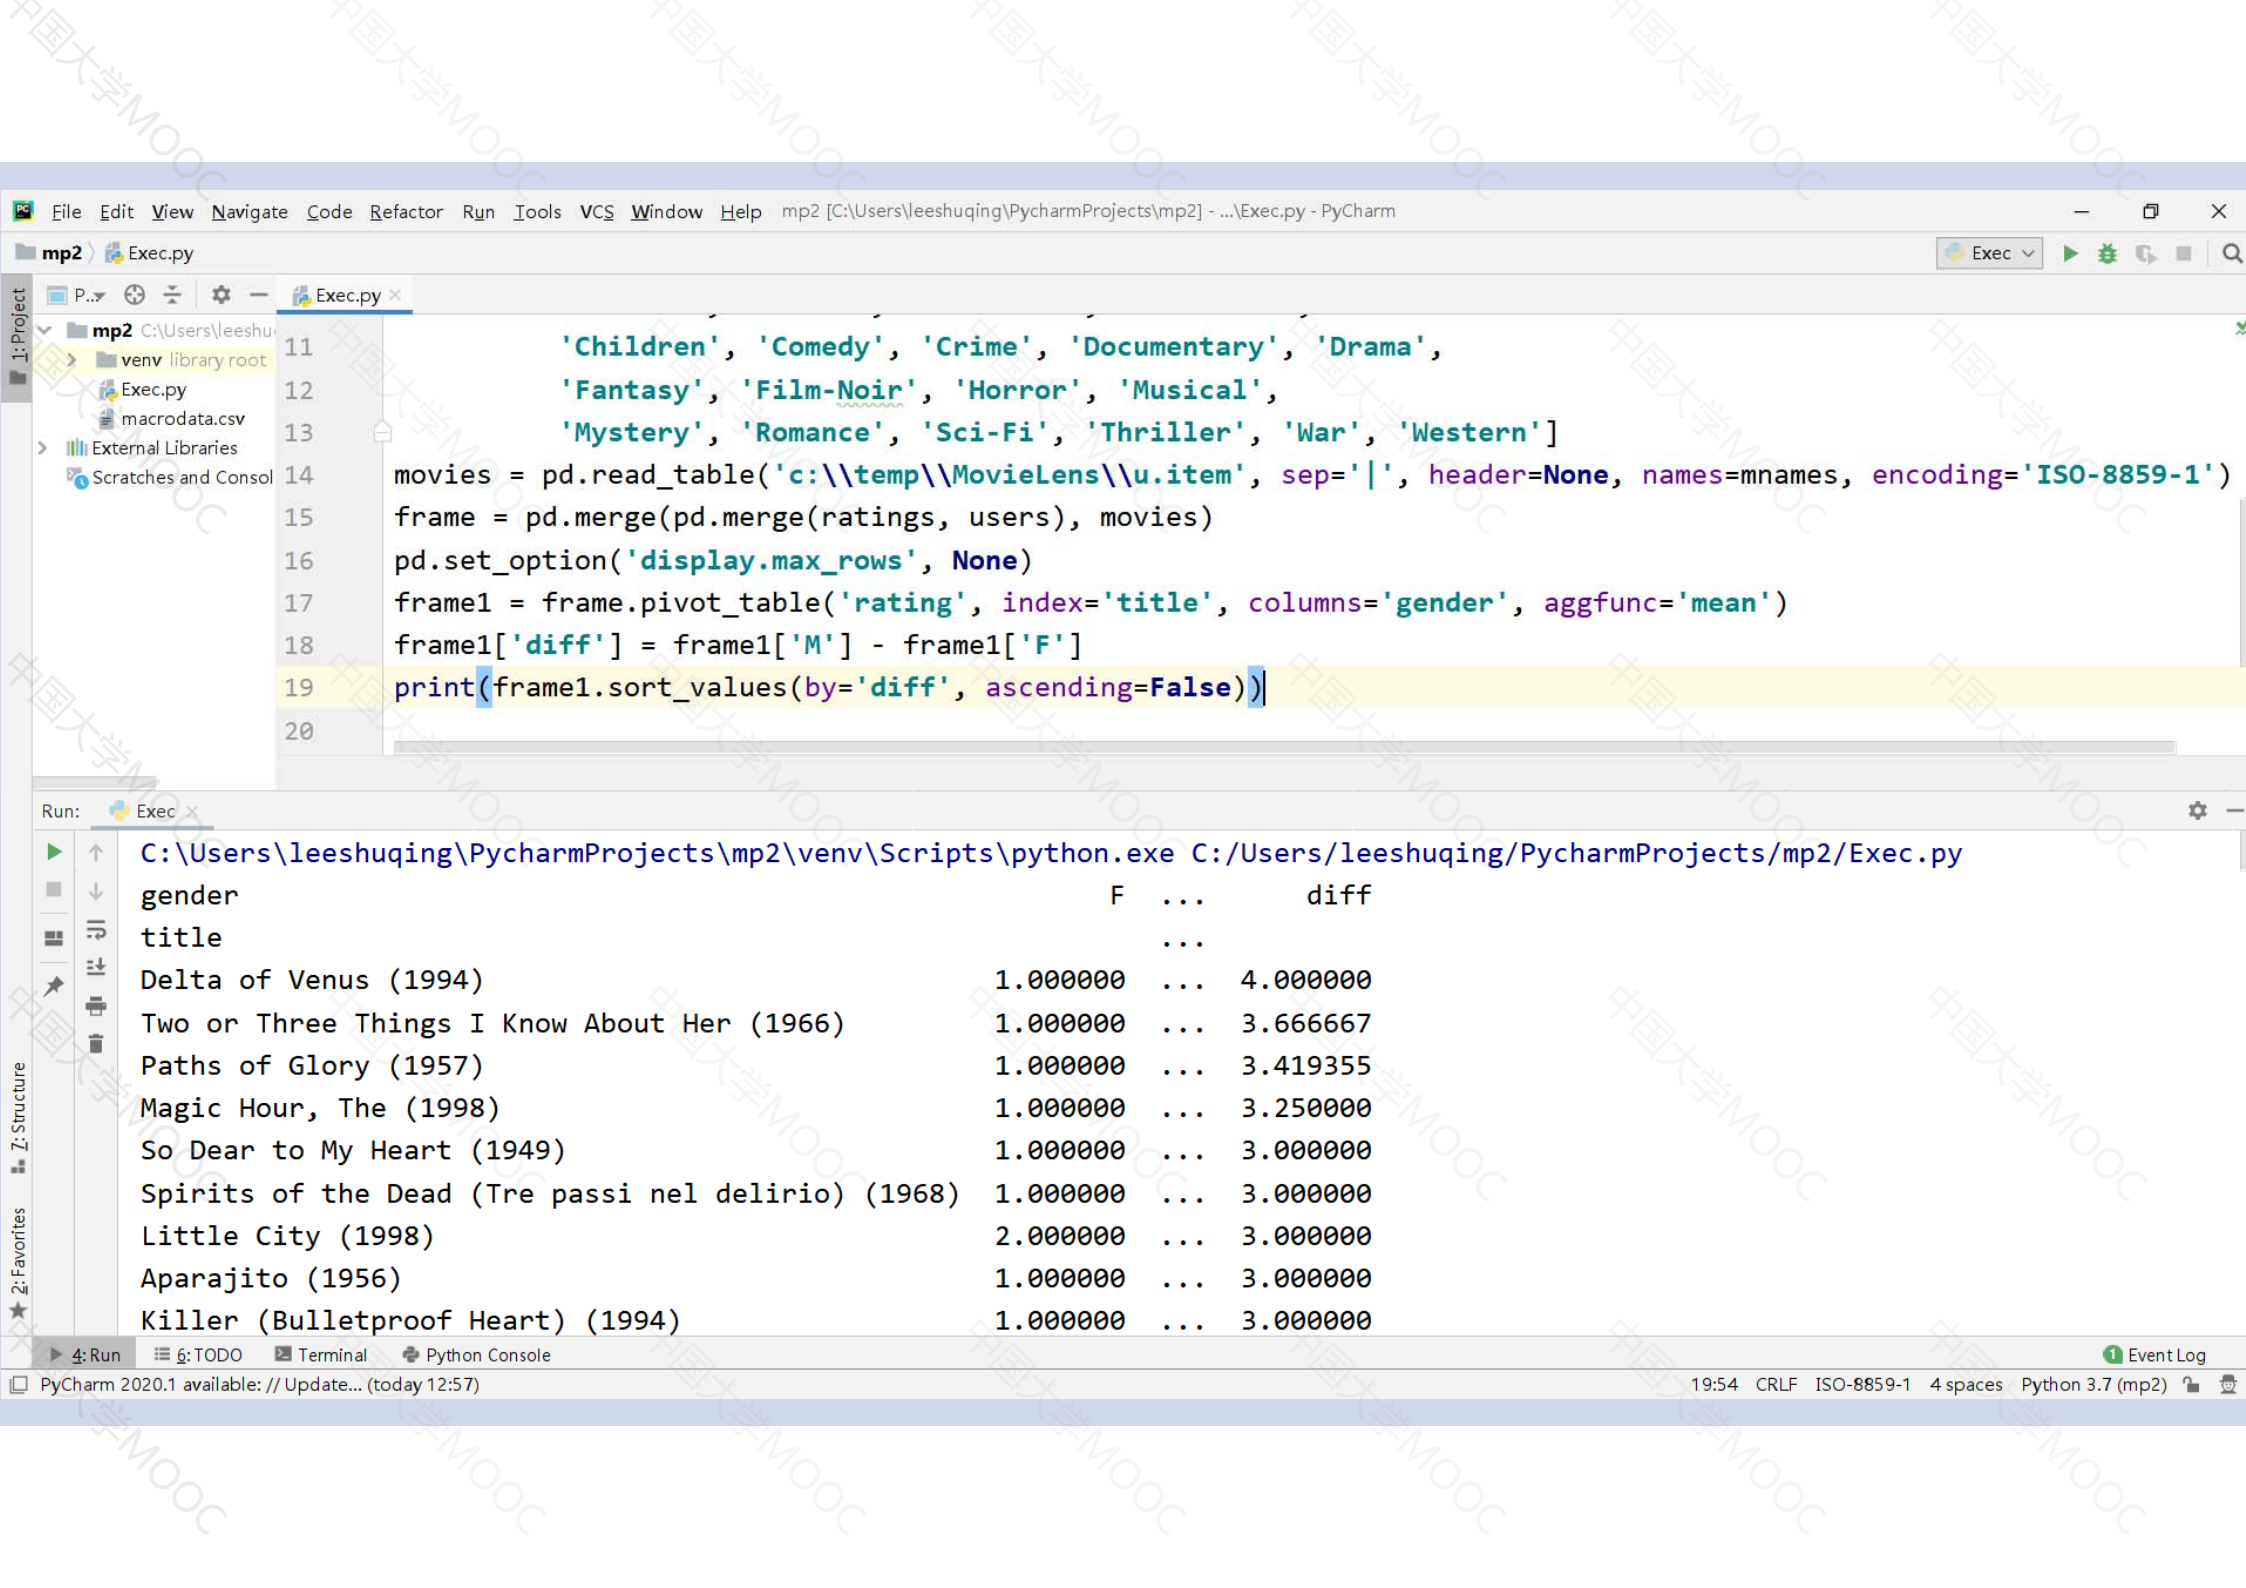 File Edit View Navigate Code Refactor Run Tools VCS Window Help mp2 [C:\Users\leeshuqing\PycharmProjects\mp2] - ...\Exec.py - PyCharm
mp2 Exec.py Exec
P.. Exec.py
1: Project
mp2 C:\Users\leeshu
venv library root
Exec.py
macrodata.csv
External Libraries
Scratches and Consol
11 'Children', 'Comedy', 'Crime', 'Documentary', 'Drama',
12 'Fantasy', 'Film-Noir', 'Horror', 'Musical',
13 'Mystery', 'Romance', 'Sci-Fi', 'Thriller', 'War', 'Western']
14 movies = pd.read_table('c:\\temp\\MovieLens\\u.item', sep='|', header=None, names=mnames, encoding='ISO-8859-1')
15 frame = pd.merge(pd.merge(ratings, users), movies)
16 pd.set_option('display.max_rows', None)
17 frame1 = frame.pivot_table('rating', index='title', columns='gender', aggfunc='mean')
18 frame1['diff'] = frame1['M'] - frame1['F']
19 print(frame1.sort_values(by='diff', ascending=False))
20
Run: Exec
C:\Users\leeshuqing\PycharmProjects\mp2\venv\Scripts\python.exe C:/Users/leeshuqing/PycharmProjects/mp2/Exec.py
gender F ... diff
title ...
Delta of Venus (1994) 1.000000 ... 4.000000
Two or Three Things I Know About Her (1966) 1.000000 ... 3.666667
Paths of Glory (1957) 1.000000 ... 3.419355
Magic Hour, The (1998) 1.000000 ... 3.250000
So Dear to My Heart (1949) 1.000000 ... 3.000000
Spirits of the Dead (Tre passi nel delirio) (1968) 1.000000 ... 3.000000
Little City (1998) 2.000000 ... 3.000000
Aparajito (1956) 1.000000 ... 3.000000
Killer (Bulletproof Heart) (1994) 1.000000 ... 3.000000
Z: Structure
2: Favorites
4: Run 6: TODO Terminal Python Console 1 Event Log
PyCharm 2020.1 available: // Update... (today 12:57) 19:54 CRLF ISO-8859-1 4 spaces Python 3.7 (mp2)
中国大学MOOC